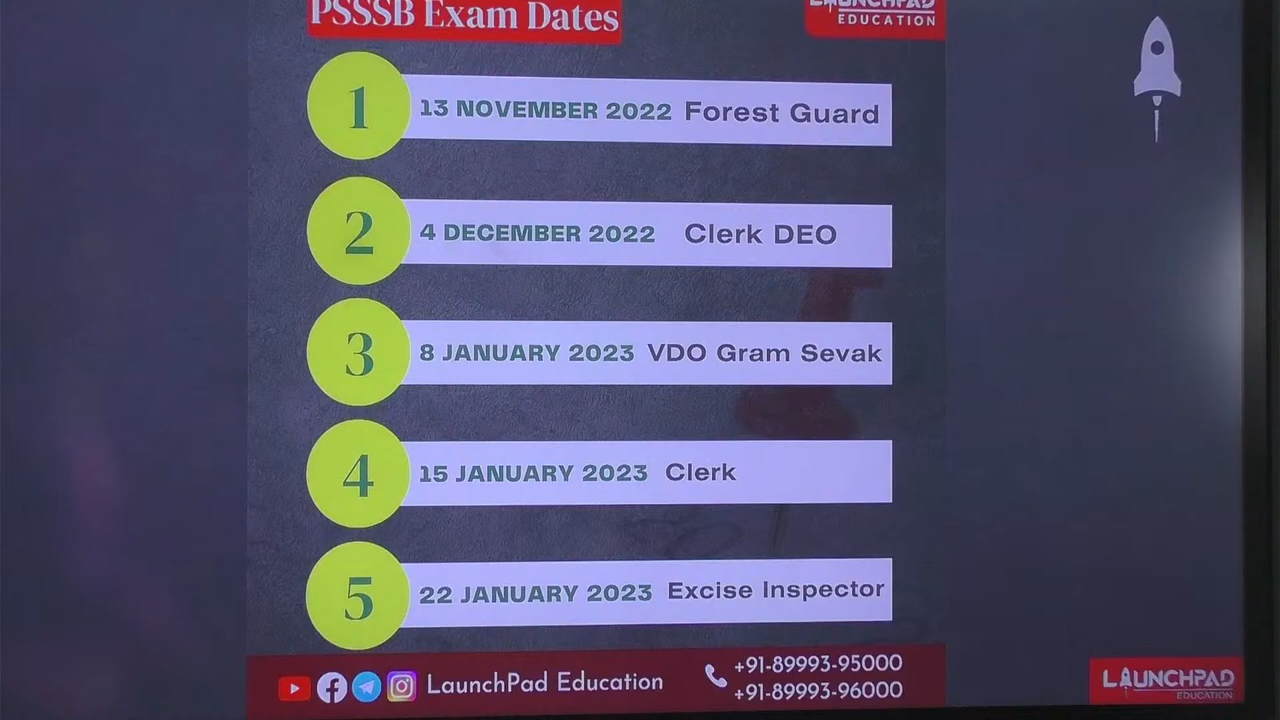 PSSSB Exam Dates
LAUNCHPAD
EDUCATION
1
13 NOVEMBER 2022 Forest Guard
2
4 DECEMBER 2022 Clerk DEO
3
8 JANUARY 2023 VDO Gram Sevak
4
15 JANUARY 2023 Clerk
5
22 JANUARY 2023 Excise Inspector
LaunchPad Education
+91-89993-95000
+91-89993-96000
LAUNCHPAD
EDUCATION